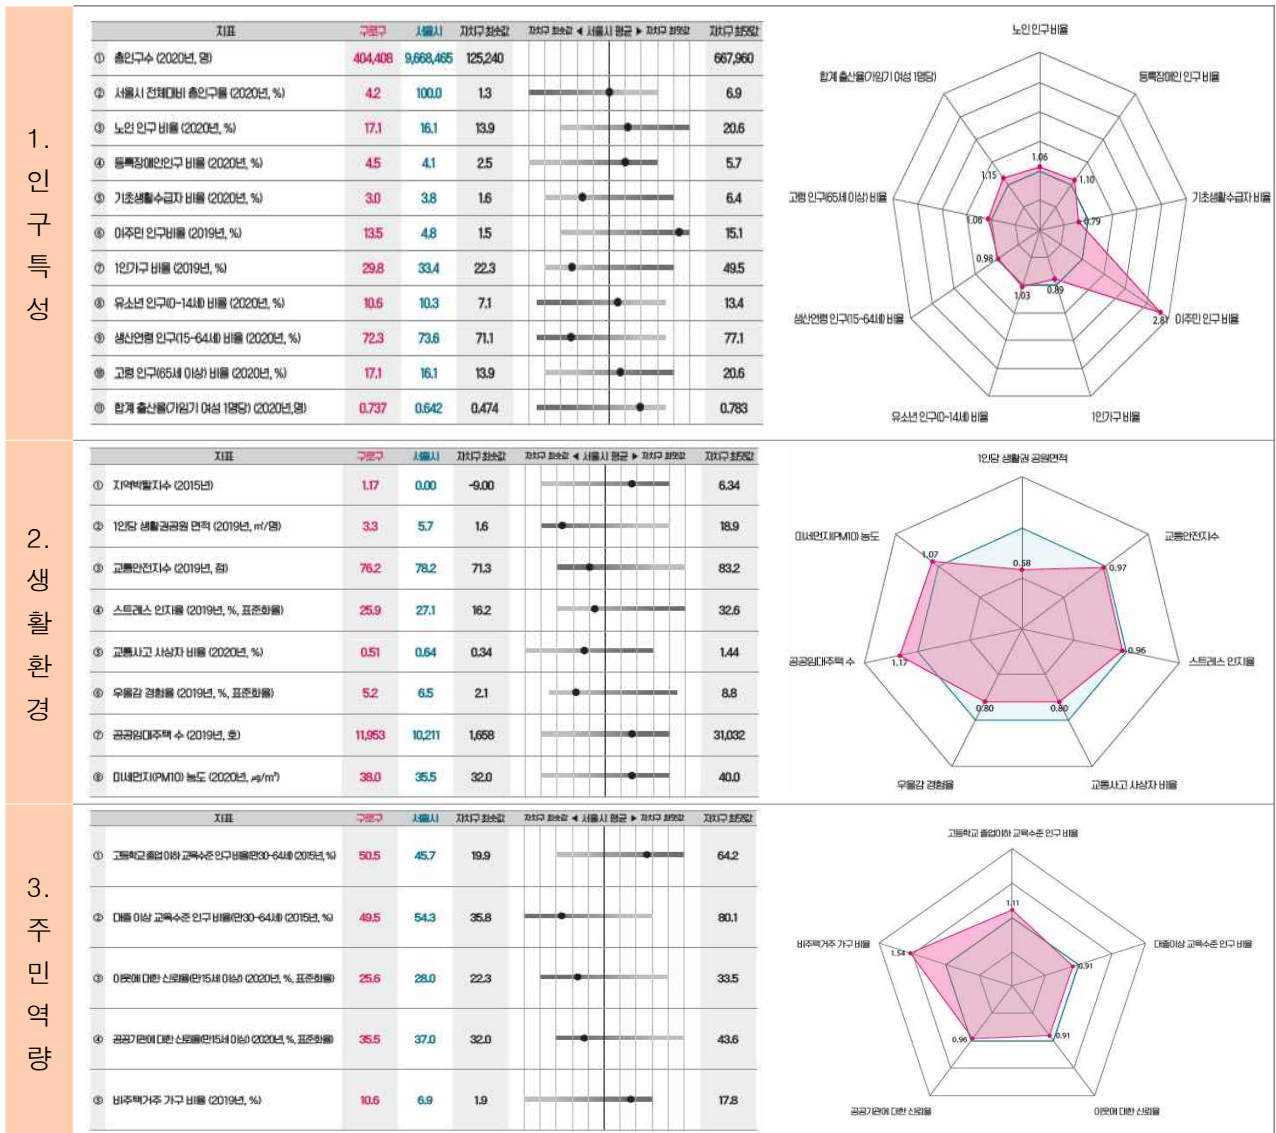 1. 인구특성
지표 구로구 서울시 자치구 최솟값 자치구 최솟값 ◀ 서울시 평균 ▶ 자치구 최댓값 자치구 최댓값
① 총인구수 (2020년, 명) 404,408 9,668,465 125,240 667,960
② 서울시 전체대비 총인구율 (2020년, %) 4.2 100.0 1.3 6.9
③ 노인 인구 비율 (2020년, %) 17.1 16.1 13.9 20.6
④ 등록장애인인구 비율 (2020년, %) 4.5 4.1 2.5 5.7
⑤ 기초생활수급자 비율 (2020년, %) 3.0 3.8 1.6 6.4
⑥ 이주민 인구비율 (2019년, %) 13.5 4.8 1.5 15.1
⑦ 1인가구 비율 (2019년, %) 29.8 33.4 22.3 49.5
⑧ 유소년 인구(0-14세) 비율 (2020년, %) 10.6 10.3 7.1 13.4
⑨ 생산연령 인구(15-64세) 비율 (2020년, %) 72.3 73.6 71.1 77.1
⑩ 고령 인구(65세 이상) 비율 (2020년, %) 17.1 16.1 13.9 20.6
⑪ 합계 출산율(가임기 여성 1명당) (2020년,명) 0.737 0.642 0.474 0.783
노인 인구 비율
합계 출산율(가임기 여성 1명당) 등록장애인 인구 비율
1.06
1.15 1.10
고령 인구(65세 이상) 비율 1.06 0.79 기초생활수급자 비율
0.98
1.03 0.89
생산연령 인구(15-64세) 비율 2.81 이주민 인구 비율
유소년 인구(0-14세) 비율 1인가구 비율
2. 생활환경
지표 구로구 서울시 자치구 최솟값 자치구 최솟값 ◀ 서울시 평균 ▶ 자치구 최댓값 자치구 최댓값
① 지역박탈지수 (2015년) 1.17 0.00 -9.00 6.34
② 1인당 생활권공원 면적 (2019년, ㎡/명) 3.3 5.7 1.6 18.9
③ 교통안전지수 (2019년, 점) 76.2 78.2 71.3 83.2
④ 스트레스 인지율 (2019년, %, 표준화율) 25.9 27.1 16.2 32.6
⑤ 교통사고 사상자 비율 (2020년, %) 0.51 0.64 0.34 1.44
⑥ 우울감 경험율 (2019년, %, 표준화율) 5.2 6.5 2.1 8.8
⑦ 공공임대주택 수 (2019년, 호) 11,953 10,211 1,658 31,032
⑧ 미세먼지(PM10) 농도 (2020년, ㎍/㎥) 38.0 35.5 32.0 40.0
1인당 생활권 공원면적
미세먼지(PM10) 농도 교통안전지수
1.07 0.58 0.97
공공임대주택 수 1.17 0.96 스트레스 인지율
0.80 0.80
우울감 경험율 교통사고 사상자 비율
3. 주민역량
지표 구로구 서울시 자치구 최솟값 자치구 최솟값 ◀ 서울시 평균 ▶ 자치구 최댓값 자치구 최댓값
① 고등학교 졸업이하 교육수준 인구 비율(만30-64세) (2015년, %) 50.5 45.7 19.9 64.2
② 대졸 이상 교육수준 인구 비율(만30-64세) (2015년, %) 49.5 54.3 35.8 80.1
③ 이웃에 대한 신뢰율(만15세 이상) (2020년, %, 표준화율) 25.6 28.0 22.3 33.5
④ 공공기관에 대한 신뢰율(만15세 이상) (2020년, %, 표준화율) 35.5 37.0 32.0 43.6
⑤ 비주택거주 가구 비율 (2019년, %) 10.6 6.9 1.9 17.8
고등학교 졸업이하 교육수준 인구 비율
1.11
비주택거주 가구 비율 대졸이상 교육수준 인구 비율
1.54 0.91
0.96 0.91
공공기관에 대한 신뢰율 이웃에 대한 신뢰율